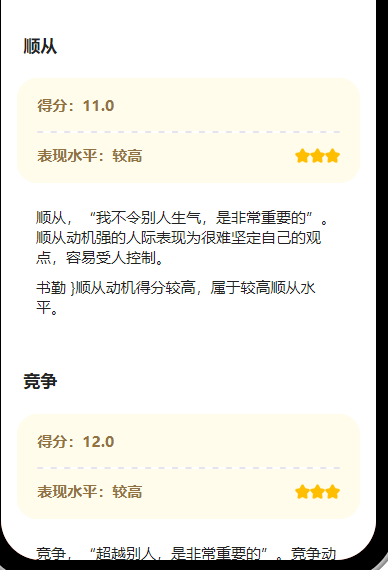 顺从
得分：11.0
表现水平：较高
顺从，“我不令别人生气，是非常重要的”。
顺从动机强的人际表现为很难坚定自己的观
点，容易受人控制。
书勤 }顺从动机得分较高，属于较高顺从水
平。
竞争
得分：12.0
表现水平：较高
竞争，“超越别人，是非常重要的”。竞争动